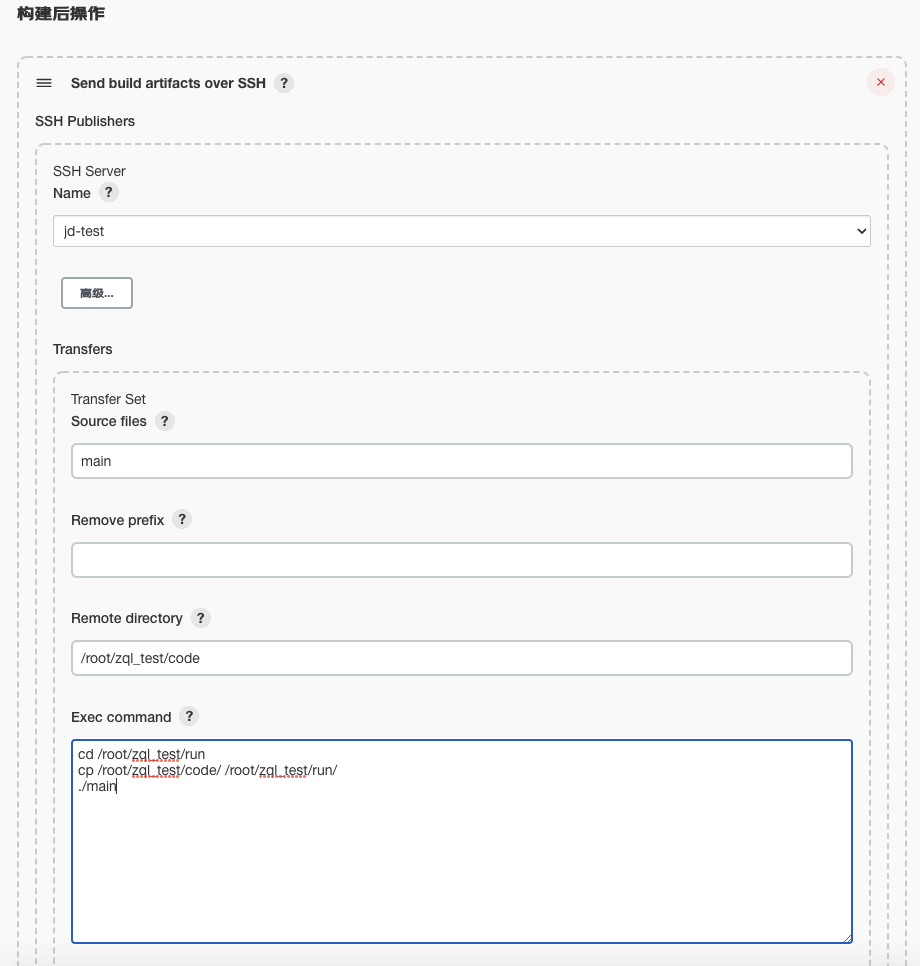 构建后操作
Send build artifacts over SSH ?
SSH Publishers
SSH Server
Name ?
jd-test
高级...
Transfers
Transfer Set
Source files ?
main
Remove prefix ?
Remote directory ?
/root/zql_test/code
Exec command ?
cd /root/zql_test/run
cp /root/zql_test/code/ /root/zql_test/run/
./main